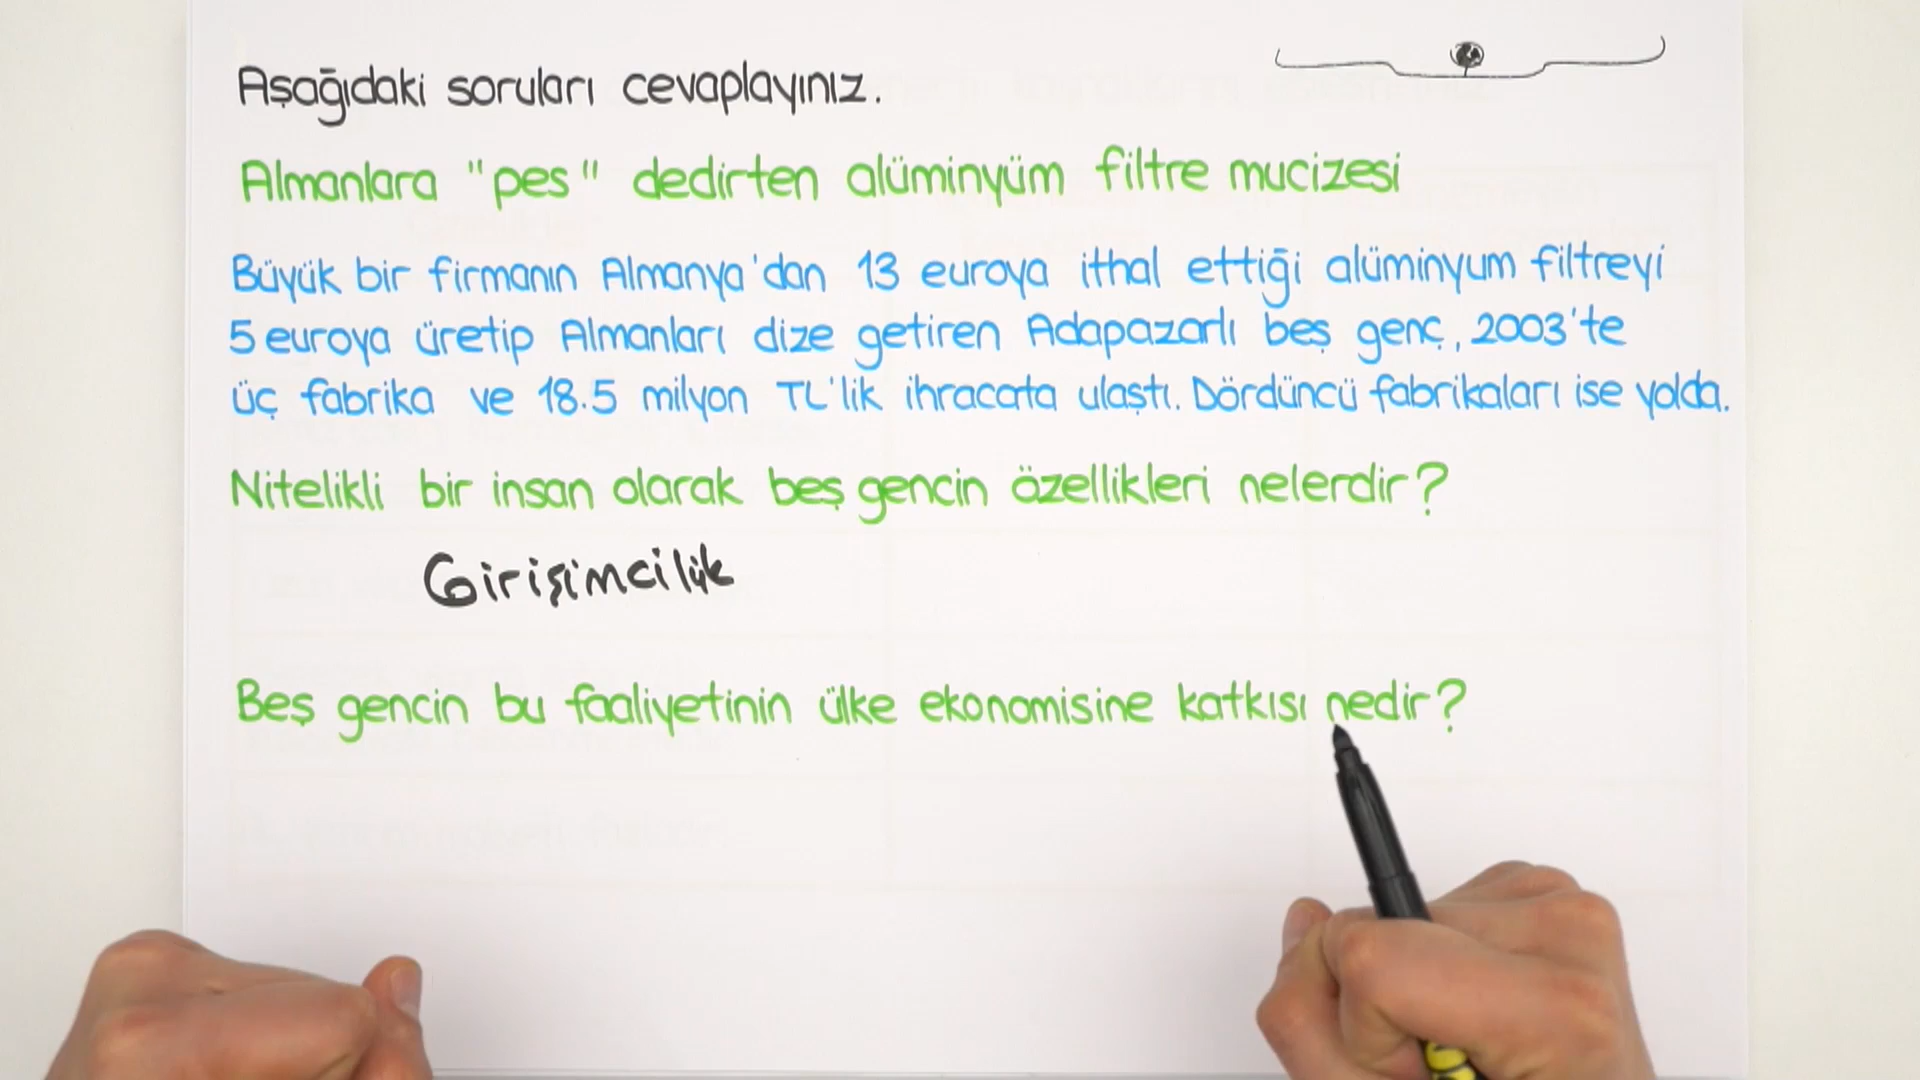 Aşağıdaki soruları cevaplayınız.
Almanlara "pes" dedirten alüminyüm filtre mucizesi
Büyük bir firmanın Almanya'dan 13 euroya ithal ettiği alüminyum filtreyi
5 euroya üretip Almanları dize getiren Adapazarlı beş genç, 2003'te
üç fabrika ve 18.5 milyon TL'lik ihracata ulaştı. Dördüncü fabrikaları ise yolda.
Nitelikli bir insan olarak beş gencin özellikleri nelerdir?
Girişimcilik
Beş gencin bu faaliyetinin ülke ekonomisine katkısı nedir?